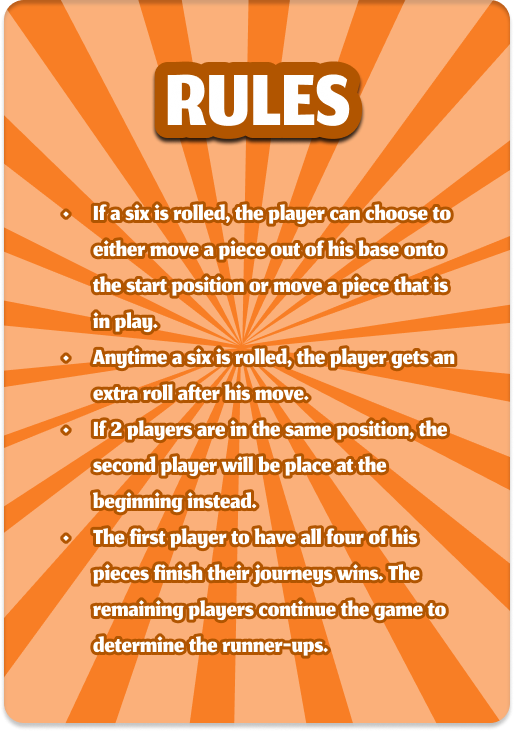 RULES
If a six is rolled, the player can choose to
either move a piece out of his base onto
the start position or move a piece that is
in play.
Anytime a six is rolled, the player gets an
extra roll after his move.
If 2 players are in the same position, the
second player will be place at the
beginning instead.
The first player to have all four of his
pieces finish their journeys wins. The
remaining players continue the game to
determine the runner-ups.